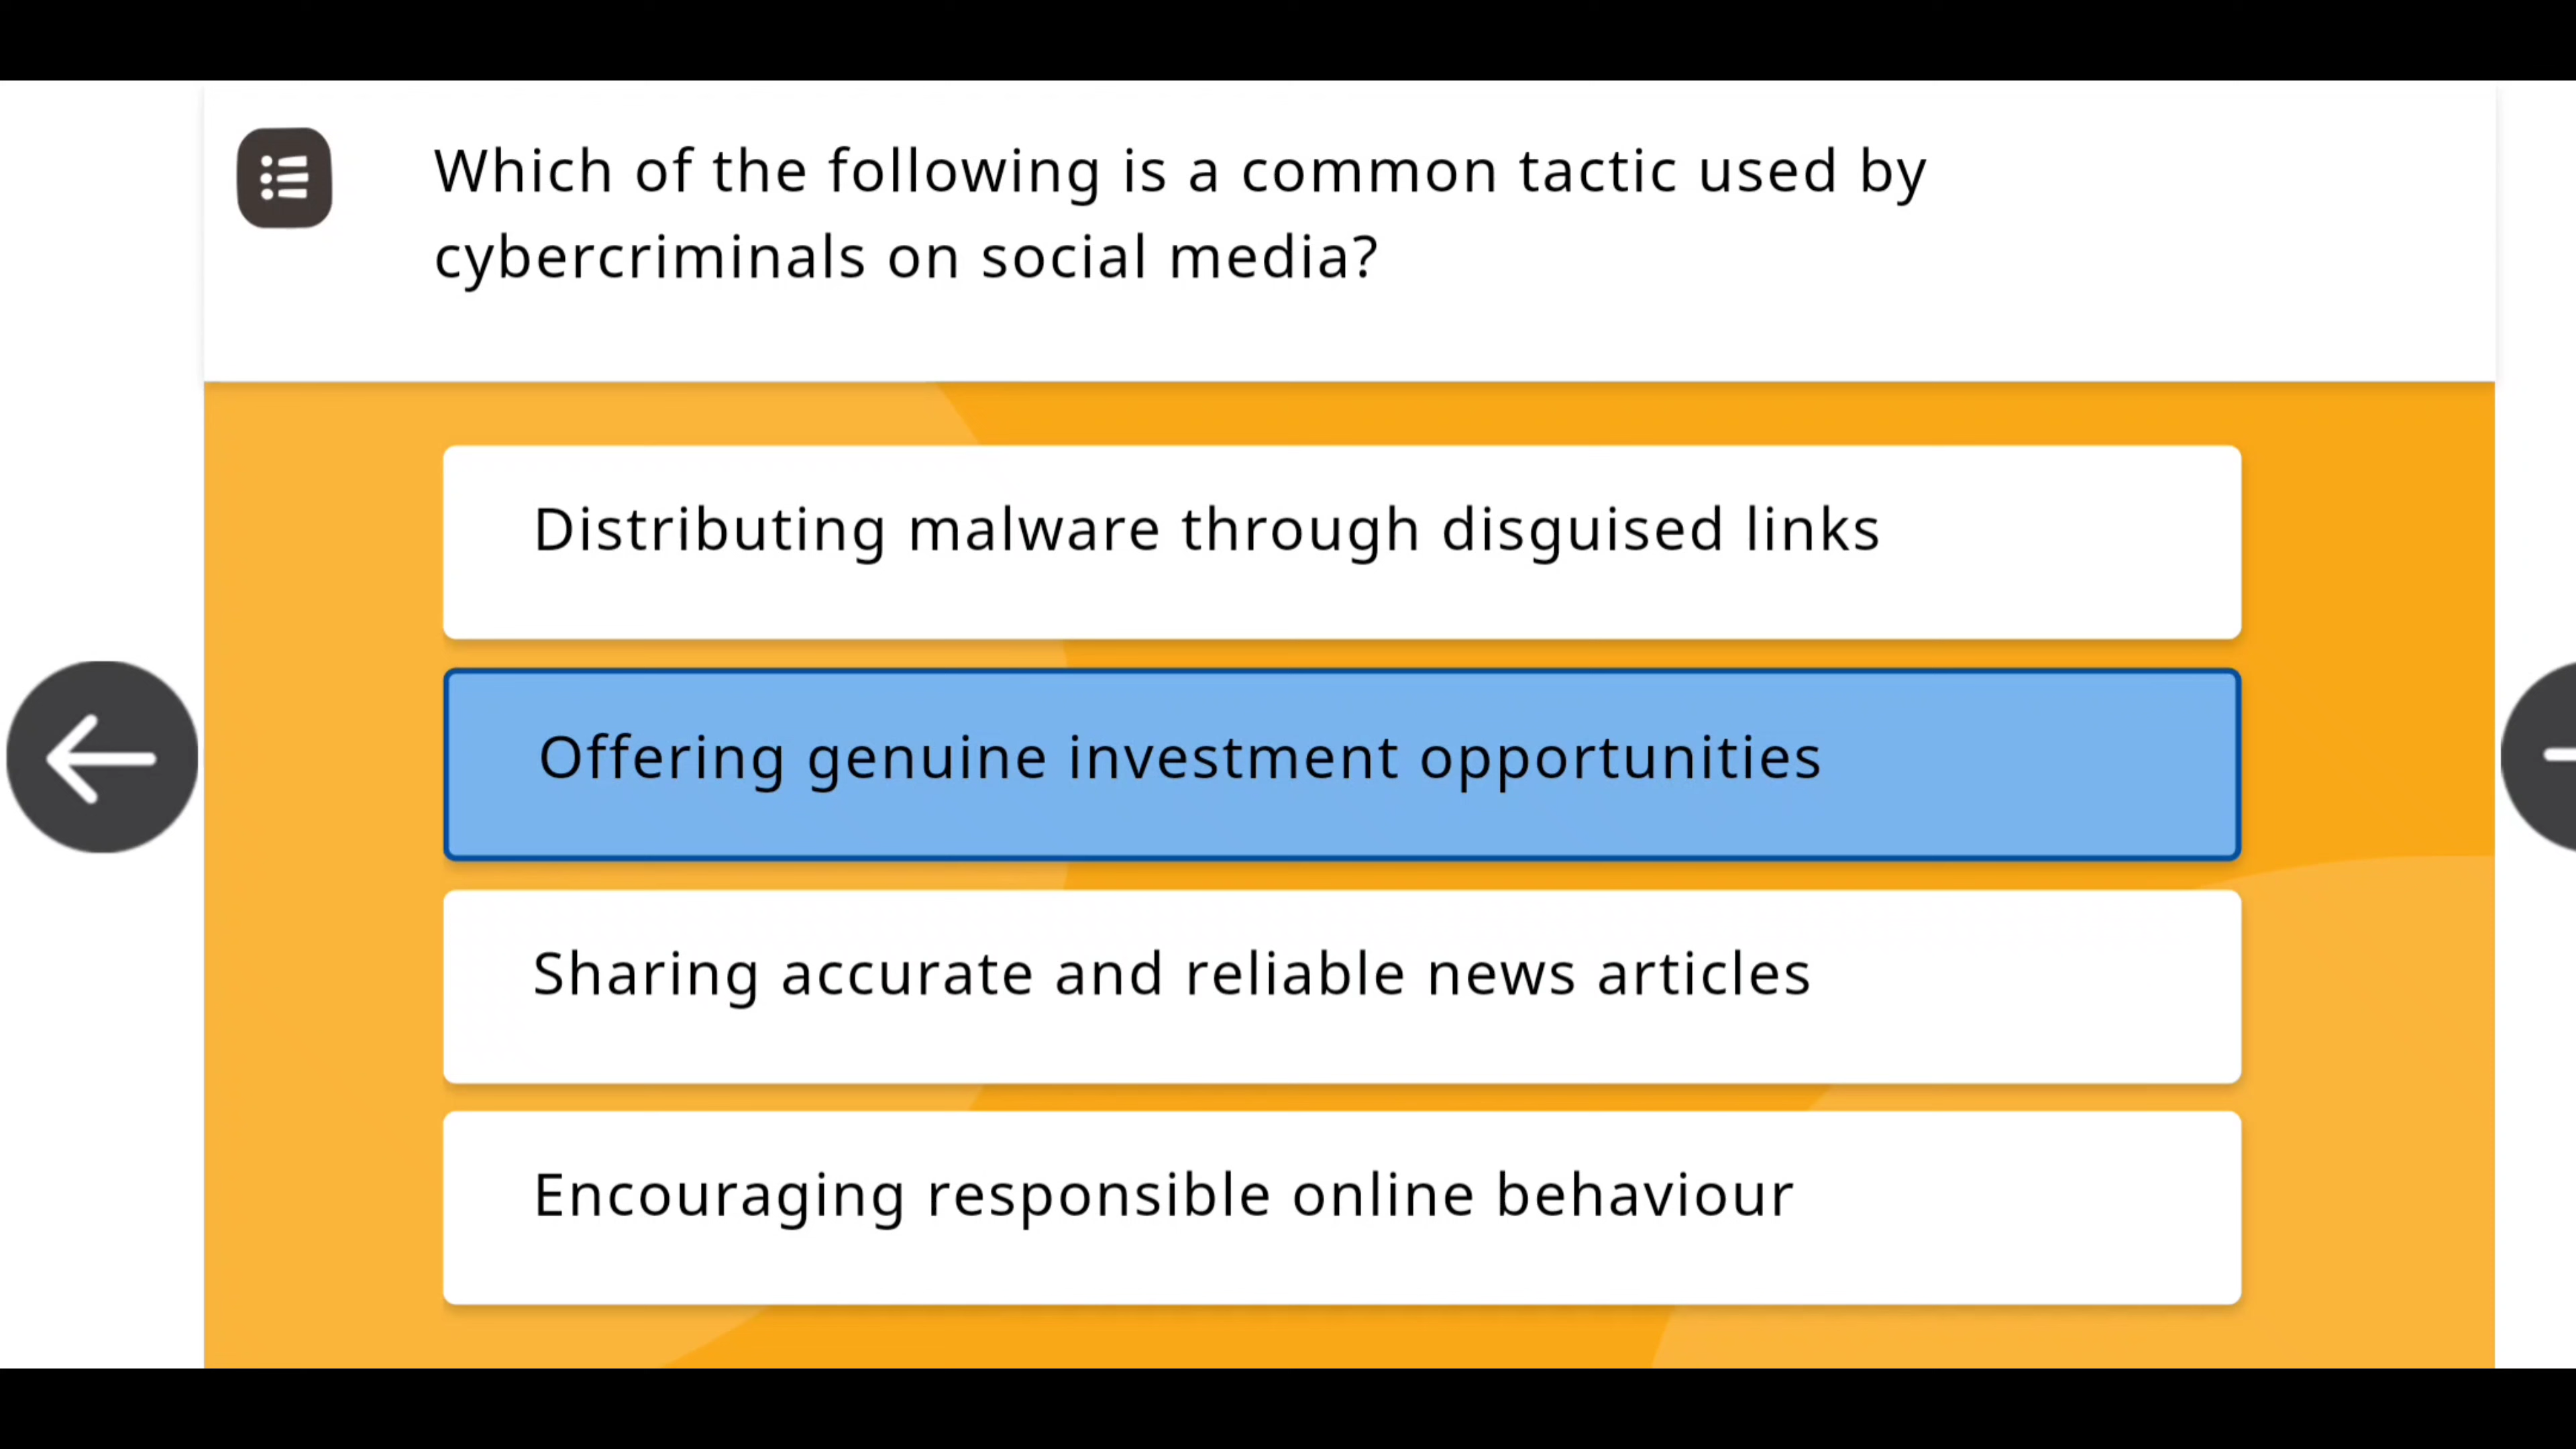 Which of the following is a common tactic used by
cybercriminals on social media?
Distributing malware through disguised links
Offering genuine investment opportunities
Sharing accurate and reliable news articles
Encouraging responsible online behaviour